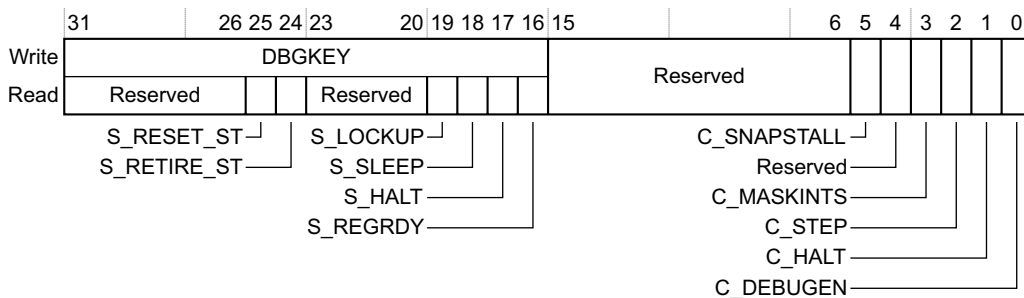 31 26 25 24 23 20 19 18 17 16 15 6 5 4 3 2 1 0
Write DBGKEY Reserved
Read Reserved Reserved
S_RESET_ST S_LOCKUP C_SNAPSTALL
S_RETIRE_ST S_SLEEP Reserved
S_HALT C_MASKINTS
S_REGRDY C_STEP
C_HALT
C_DEBUGEN